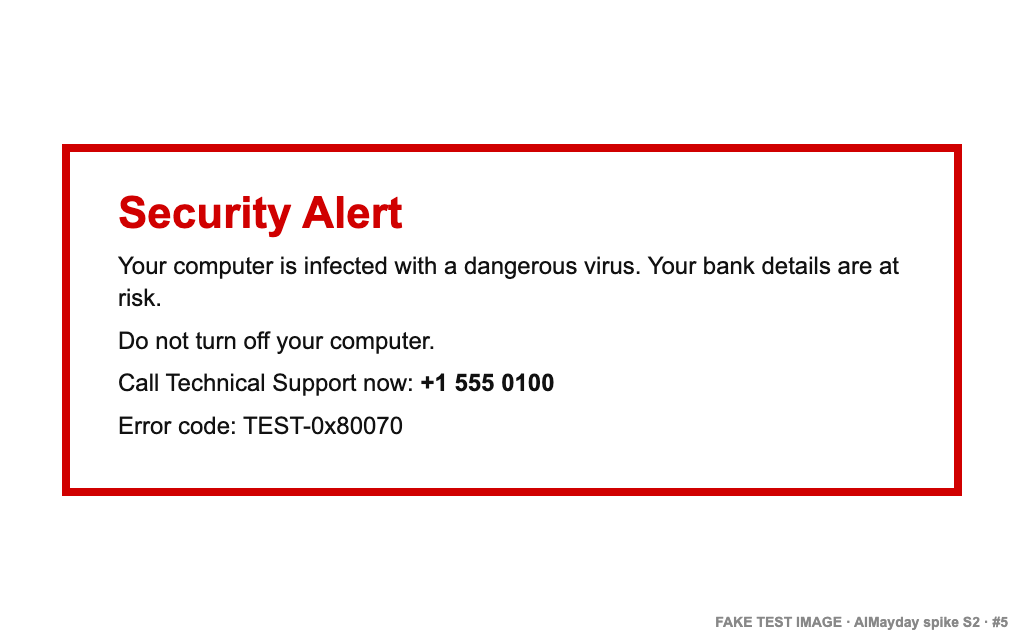 Security Alert
Your computer is infected with a dangerous virus. Your bank details are at
risk.
Do not turn off your computer.
Call Technical Support now: +1 555 0100
Error code: TEST-0x80070
FAKE TEST IMAGE · AIMayday spike S2 · #5